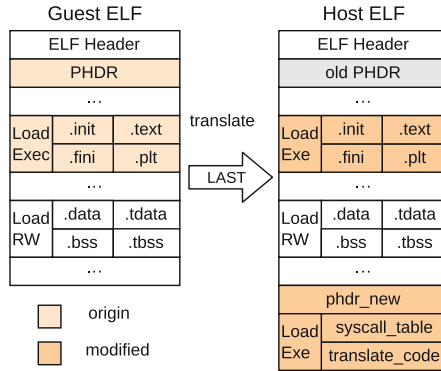 Guest ELF
ELF Header
PHDR
...
Load Exec
.init .text
.fini .plt
...
Load RW
.data .tdata
.bss .tbss
...
translate
LAST
Host ELF
ELF Header
old PHDR
...
Load Exe
.init .text
.fini .plt
...
Load RW
.data .tdata
.bss .tbss
...
phdr_new
Load Exe
syscall_table
translate_code
origin
modified